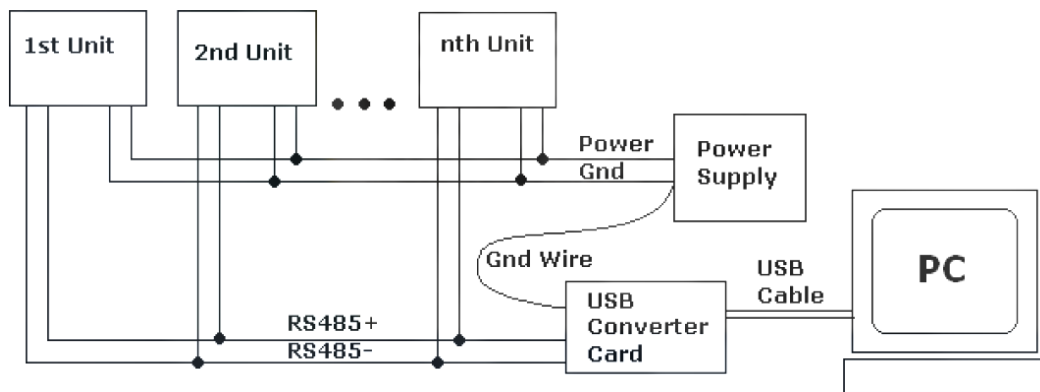 1st Unit
2nd Unit
nth Unit
Power
Gnd
Power
Supply
Gnd Wire
USB
Cable
PC
USB
Converter
Card
RS485+
RS485-